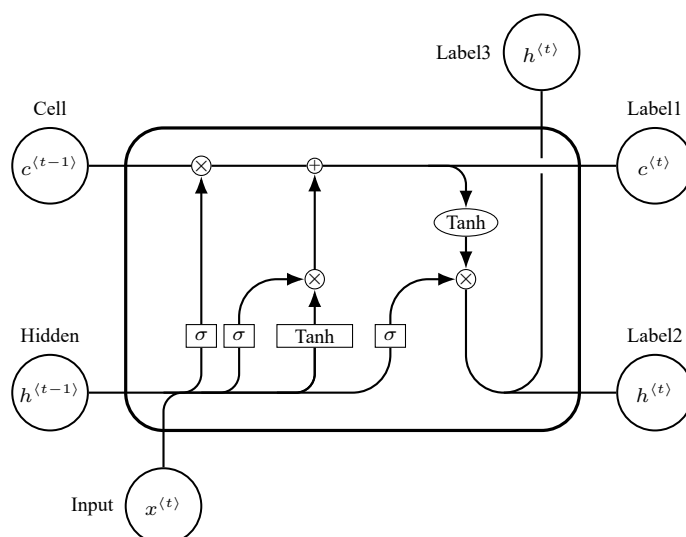 Label3
h⟨t⟩
Cell
Label1
c⟨t−1⟩
×
+
c⟨t⟩
Tanh
×
×
Hidden
σ
σ
Tanh
σ
Label2
h⟨t−1⟩
h⟨t⟩
Input
x⟨t⟩